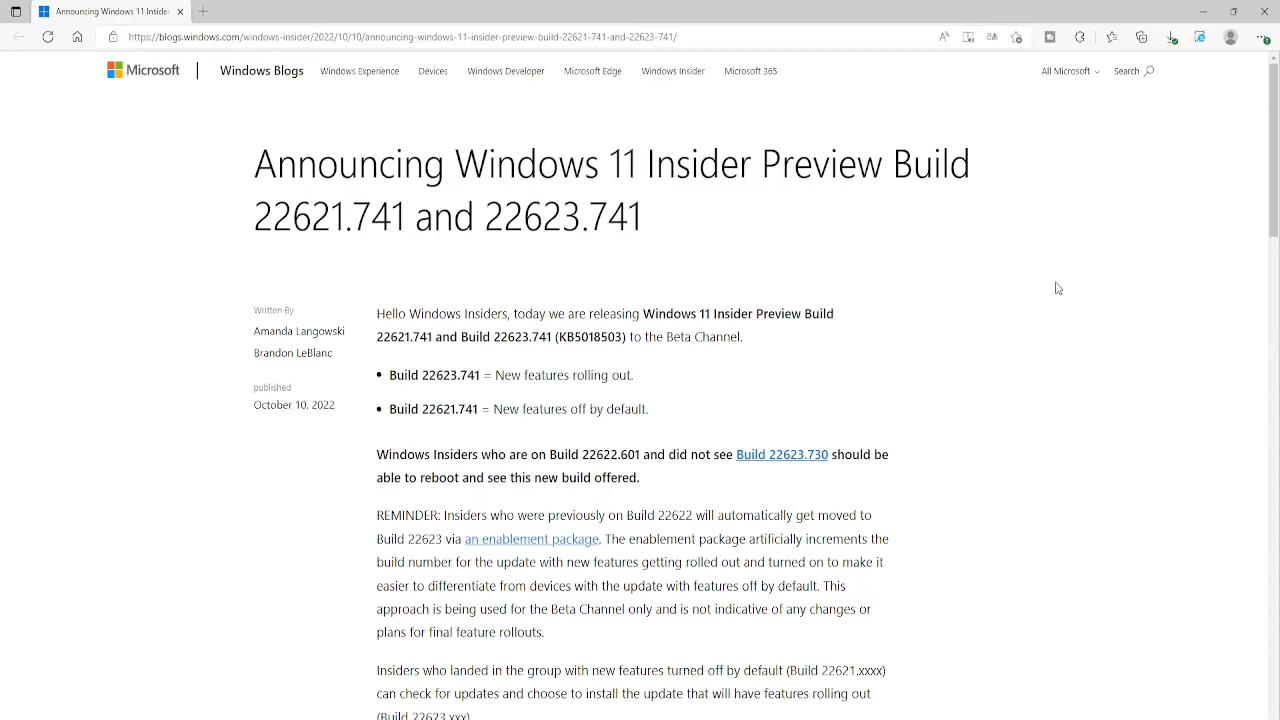 Announcing Windows 11 Inside
https://blogs.windows.com/windows-insider/2022/10/10/announcing-windows-11-insider-preview-build-22621-741-and-22623-741/
Microsoft
Windows Blogs
Windows Experience
Devices
Windows Developer
Microsoft Edge
Windows Insider
Microsoft 365
All Microsoft
Search
Announcing Windows 11 Insider Preview Build
22621.741 and 22623.741
Written By
Amanda Langowski
Brandon LeBlanc
published
October 10, 2022
Hello Windows Insiders, today we are releasing Windows 11 Insider Preview Build
22621.741 and Build 22623.741 (KB5018503) to the Beta Channel.
• Build 22623.741 = New features rolling out.
• Build 22621.741 = New features off by default.
Windows Insiders who are on Build 22622.601 and did not see Build 22623.730 should be
able to reboot and see this new build offered.
REMINDER: Insiders who were previously on Build 22622 will automatically get moved to
Build 22623 via an enablement package. The enablement package artificially increments the
build number for the update with new features getting rolled out and turned on to make it
easier to differentiate from devices with the update with features off by default. This
approach is being used for the Beta Channel only and is not indicative of any changes or
plans for final feature rollouts.
Insiders who landed in the group with new features turned off by default (Build 22621.xxxx)
can check for updates and choose to install the update that will have features rolling out
(Build 22623.xxx)